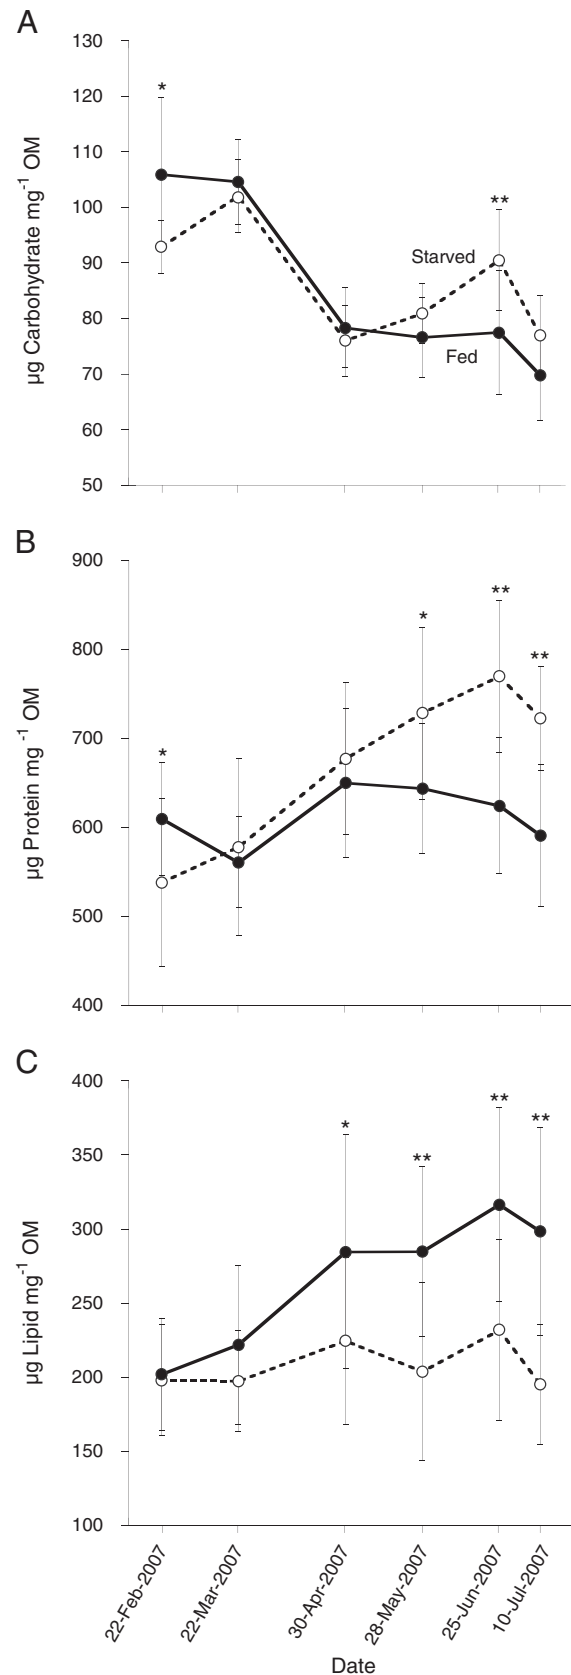 A
µg Carbohydrate mg⁻¹ OM
130
120
110
100
90
80
70
60
50
*
**
Starved
Fed
B
µg Protein mg ⁻¹ OM
900
800
700
600
500
400
*
*
**
**
C
µg Lipid mg⁻¹ OM
400
350
300
250
200
150
100
*
**
**
**
22-Feb-2007
22-Mar-2007
30-Apr-2007
28-May-2007
25-Jun-2007
10-Jul-2007
Date